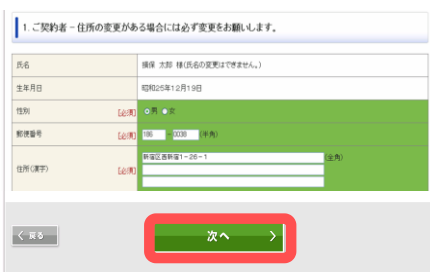 1. ご契約者 － 住所の変更がある場合には必ず変更をお願いします。
氏名 損保 太郎 様(氏名の変更はできません。)
生年月日 昭和25年12月19日
性別 [必須] 男 女
郵便番号 [必須] 186 － 0038 (半角)
住所(漢字) [必須] 新宿区西新宿1－26－1 (全角)
< 戻る 次へ >